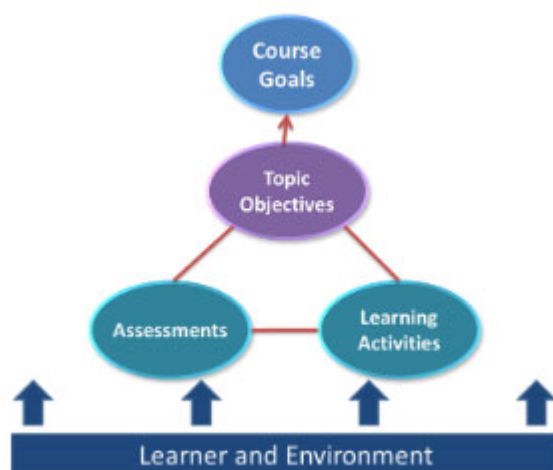 Course
Goals
Topic
Objectives
Assessments
Learning
Activities
Learner and Environment